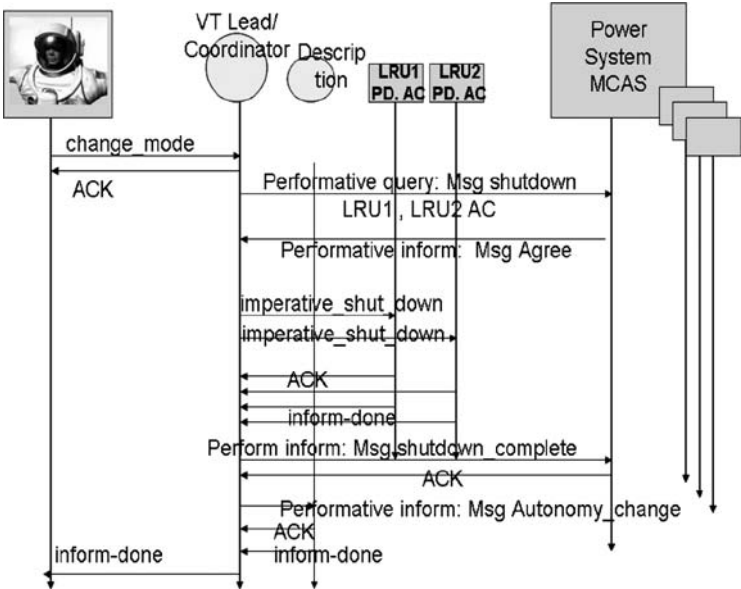 VT Lead/
Coordinator
Descrip
tion
LRU1
PD. AC
LRU2
PD. AC
Power
System
MCAS
change_mode
ACK
Performative query: Msg shutdown
LRU1 , LRU2 AC
Performative inform: Msg Agree
imperative_shut_down
imperative_shut_down
ACK
inform-done
Perform inform: Msg shutdown_complete
ACK
Performative inform: Msg Autonomy_change
ACK
inform-done
inform-done